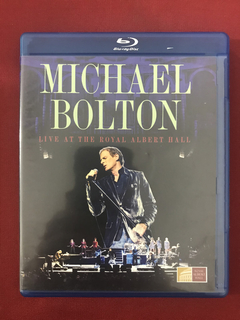 Blu-ray Disc
MICHAEL
BOLTON
LIVE AT THE ROYAL ALBERT HALL